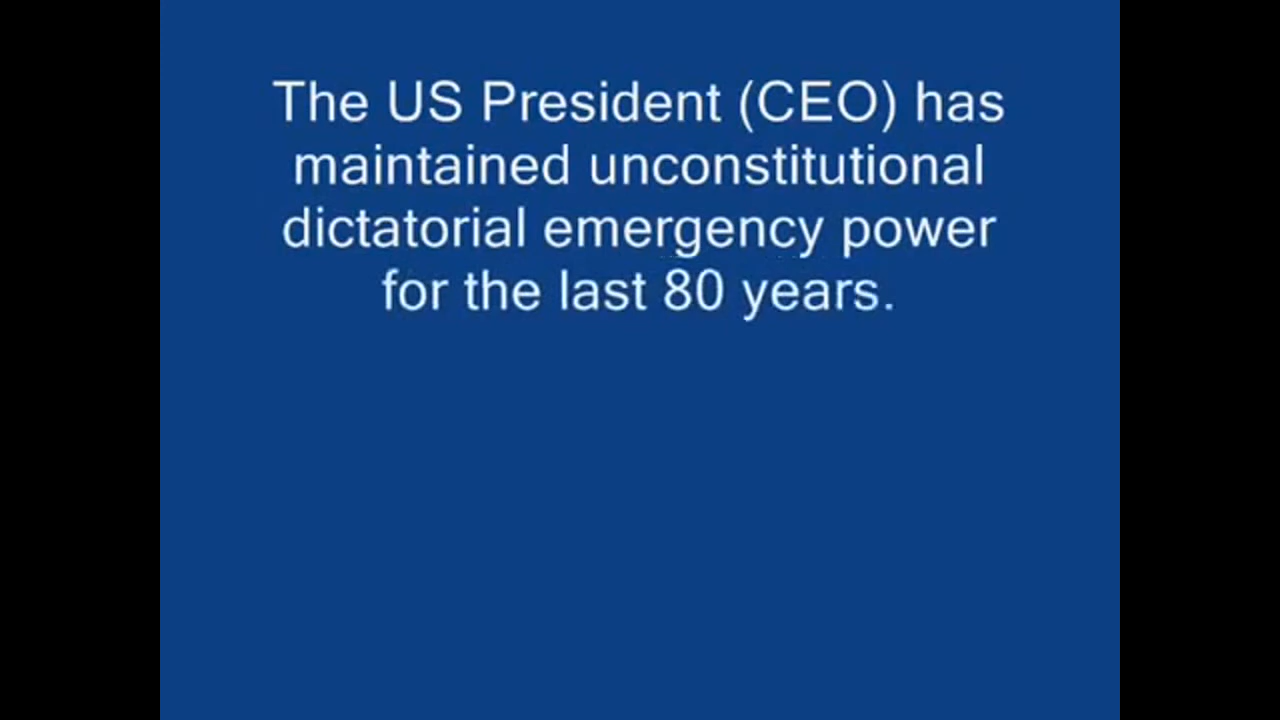 The US President (CEO) has
maintained unconstitutional
dictatorial emergency power
for the last 80 years.